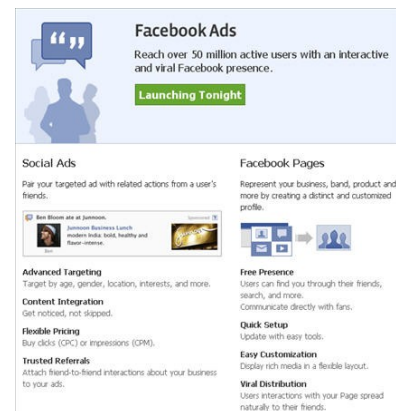 Facebook Ads
Reach over 50 million active users with an interactive
and viral Facebook presence.
Launching Tonight
Social Ads
Pair your targeted ad with related actions from a user's
friends.
Ben Bloom ate at Junnoon.
Sponsored
Junnoon Business Lunch
modern India: bold, healthy and
flavor-intense.
Ben
Advanced Targeting
Target by age, gender, location, interests, and more.
Content Integration
Get noticed, not skipped.
Flexible Pricing
Buy clicks (CPC) or impressions (CPM).
Trusted Referrals
Attach friend-to-friend interactions about your business
to your ads.
Facebook Pages
Represent your business, band, product and
more by creating a distinct and customized
profile.
Free Presence
Users can find you through their friends,
search, and more.
Communicate directly with fans.
Quick Setup
Update with easy tools.
Easy Customization
Display rich media in a flexible layout.
Viral Distribution
Users interactions with your Page spread
naturally to their friends.